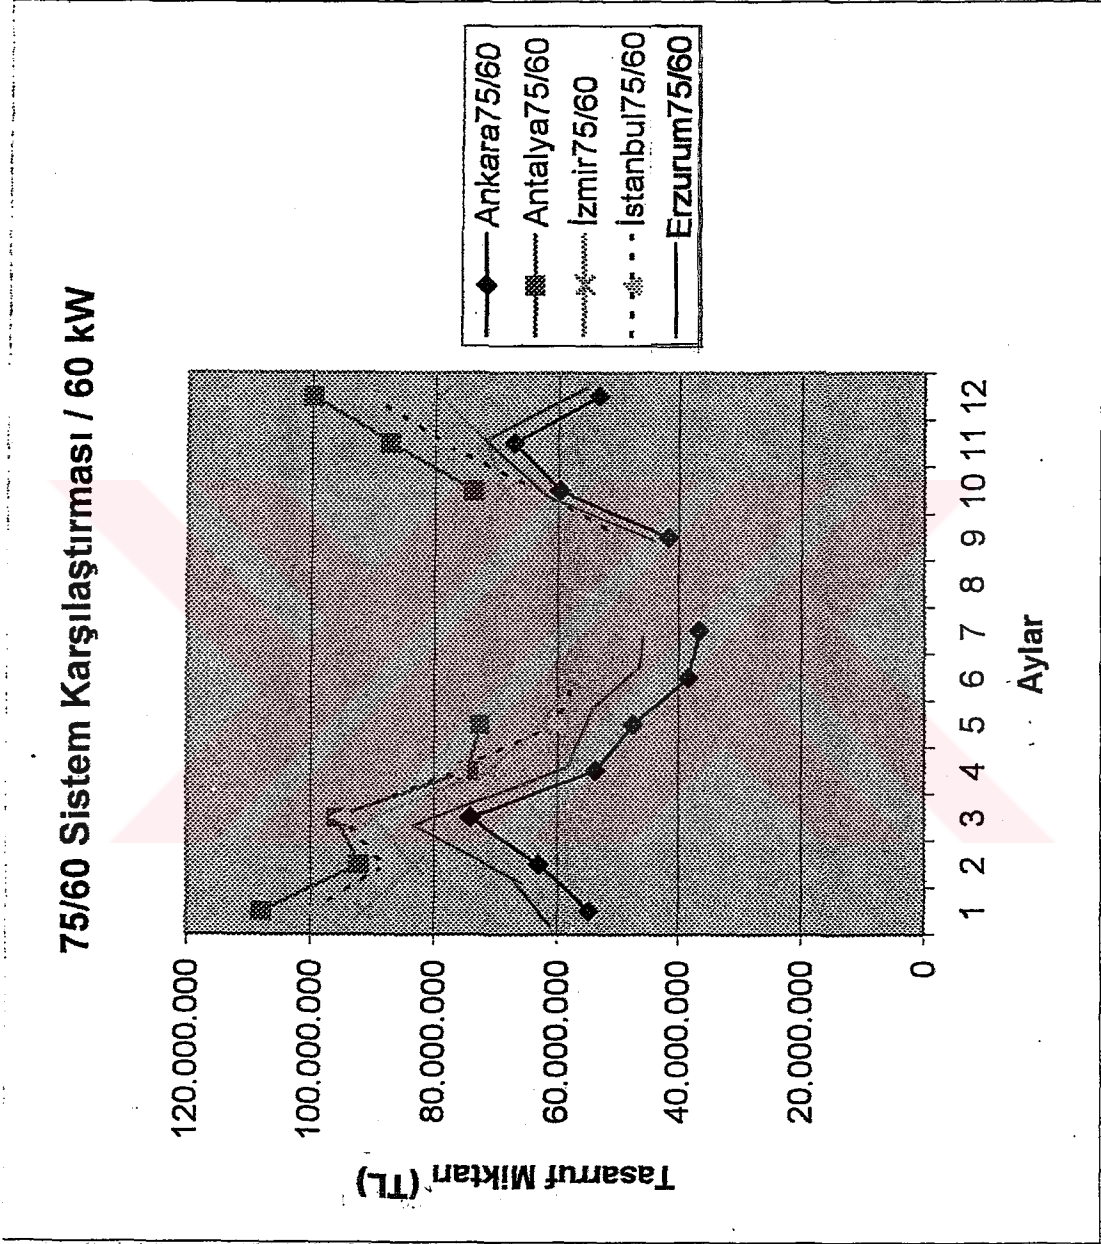 75/60 Sistem Karşılaştırması / 60 kW
Tasarruf Miktarı (TL)
120.000.000
100.000.000
80.000.000
60.000.000
40.000.000
20.000.000
0
1 2 3 4 5 6 7 8 9 10 11 12
Aylar
Ankara75/60
Antalya75/60
İzmir75/60
İstanbul75/60
Erzurum75/60